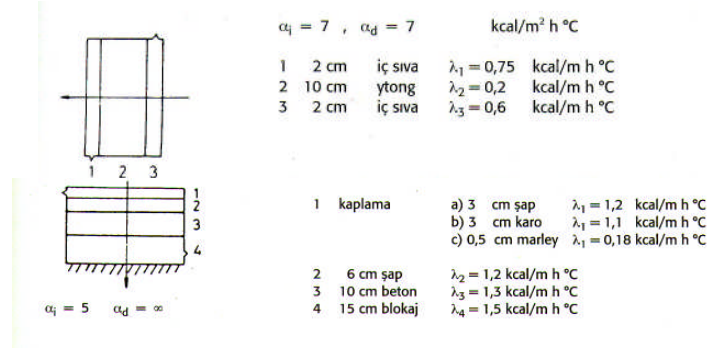 αi = 7 , αd = 7 kcal/m² h °C
1 2 cm iç sıva λ1 = 0,75 kcal/m h °C
2 10 cm ytong λ2 = 0,2 kcal/m h °C
3 2 cm iç sıva λ3 = 0,6 kcal/m h °C
1 2 3
1
2
3
4
1 kaplama a) 3 cm şap λ1 = 1,2 kcal/m h °C
b) 3 cm karo λ1 = 1,1 kcal/m h °C
c) 0,5 cm marley λ1 = 0,18 kcal/m h °C
2 6 cm şap λ2 = 1,2 kcal/m h °C
3 10 cm beton λ3 = 1,3 kcal/m h °C
4 15 cm blokaj λ4 = 1,5 kcal/m h °C
αi = 5 αd = ∞